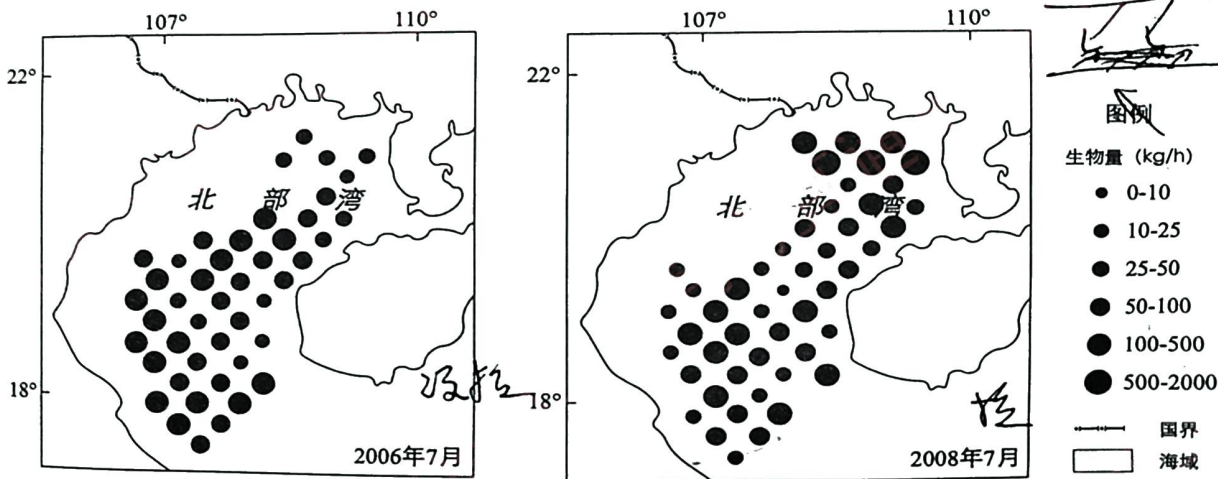 107° 110°
22°
北 部 湾
18°
2006年7月
107° 110°
22°
北 部 湾
18°
2008年7月
图例
生物量（kg/h）
0-10
10-25
25-50
50-100
100-500
500-2000
国界
海域